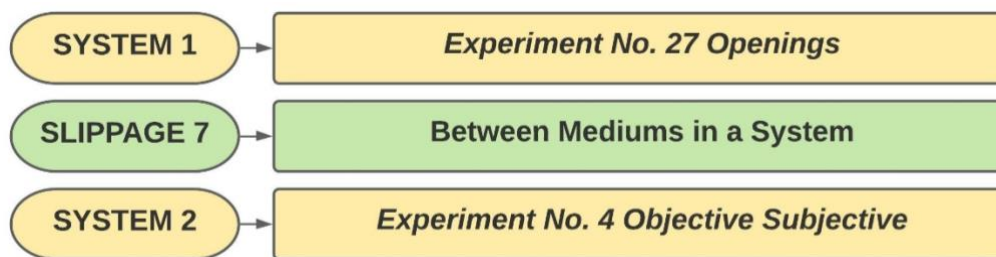 SYSTEM 1
Experiment No. 27 Openings
SLIPPAGE 7
Between Mediums in a System
SYSTEM 2
Experiment No. 4 Objective Subjective